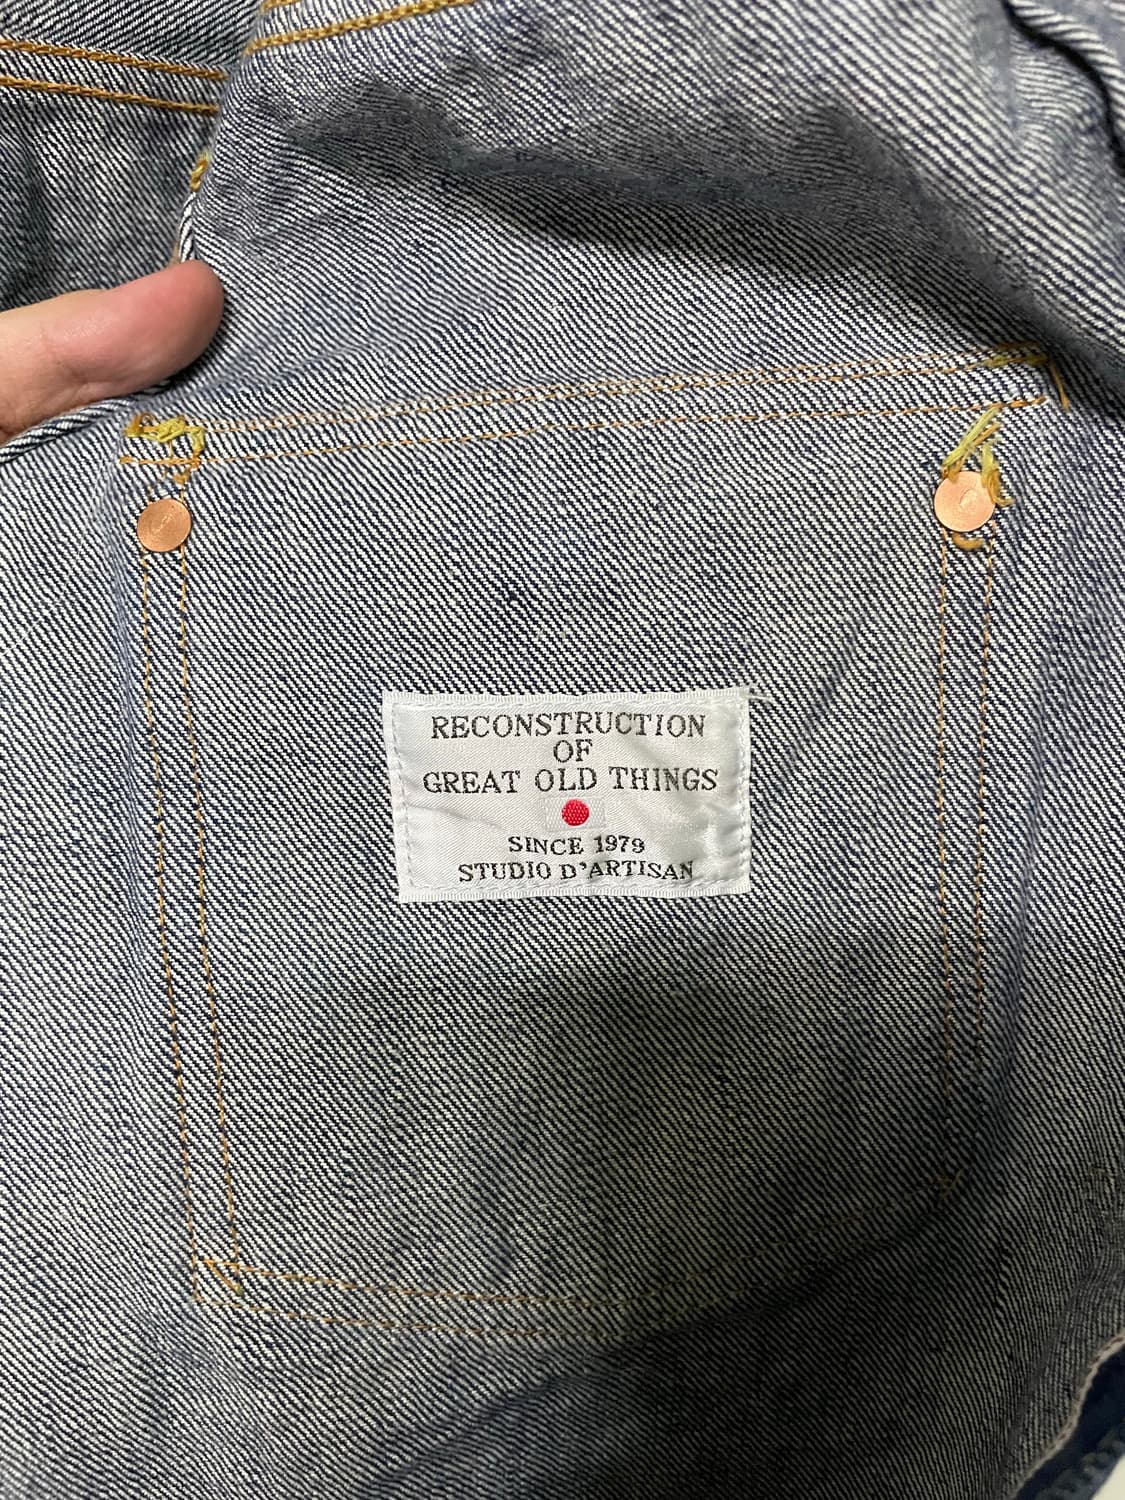 RECONSTRUCTION
OF
GREAT OLD THINGS
SINCE 1979
STUDIO D'ARTISAN